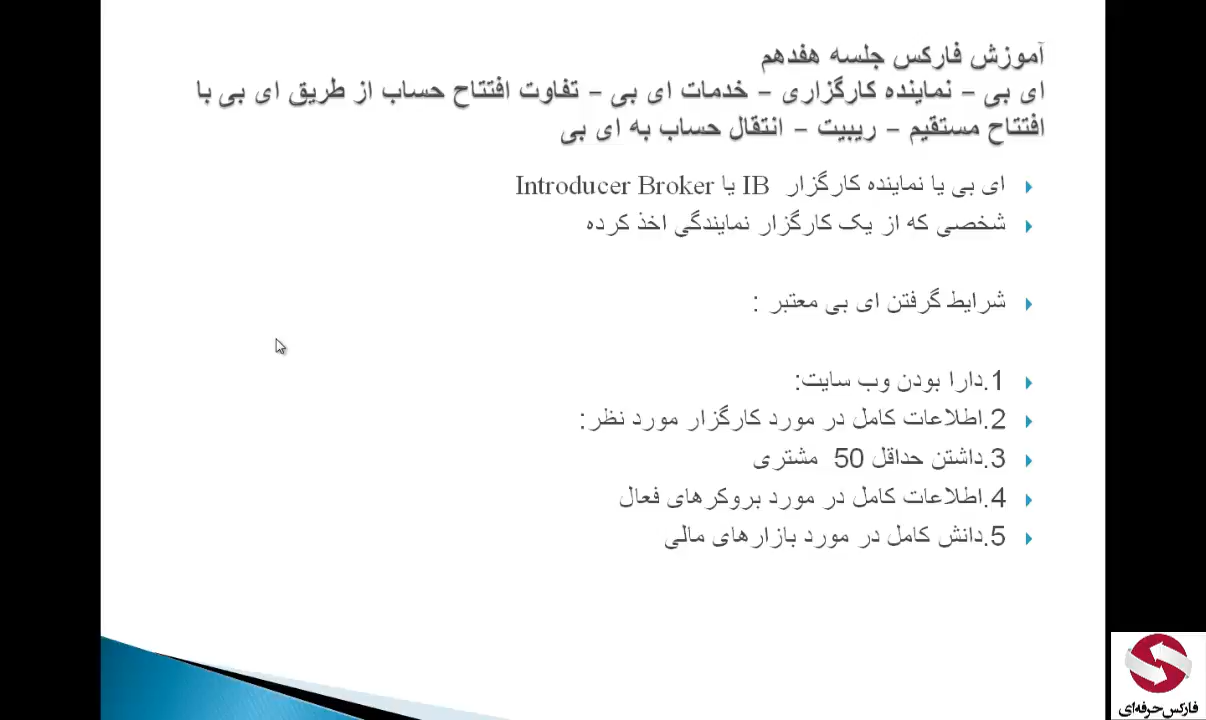 آموزش فارکس جلسه هفدهم
ای بی – نماینده کارگزاری – خدمات ای بی – تفاوت افتتاح حساب از طریق ای بی با
افتتاح مستقیم – ریبیت – انتقال حساب به ای بی
ای بی یا نماینده کارگزار IB یا Introducer Broker
شخصی که از یک کارگزار نمایندگی اخذ کرده
شرایط گرفتن ای بی معتبر :
1.دارا بودن وب سایت:
2.اطلاعات کامل در مورد کارگزار مورد نظر:
3.داشتن حداقل 50 مشتری
4.اطلاعات کامل در مورد بروکرهای فعال
5.دانش کامل در مورد بازارهای مالی
فارکس‌حرفه‌ای